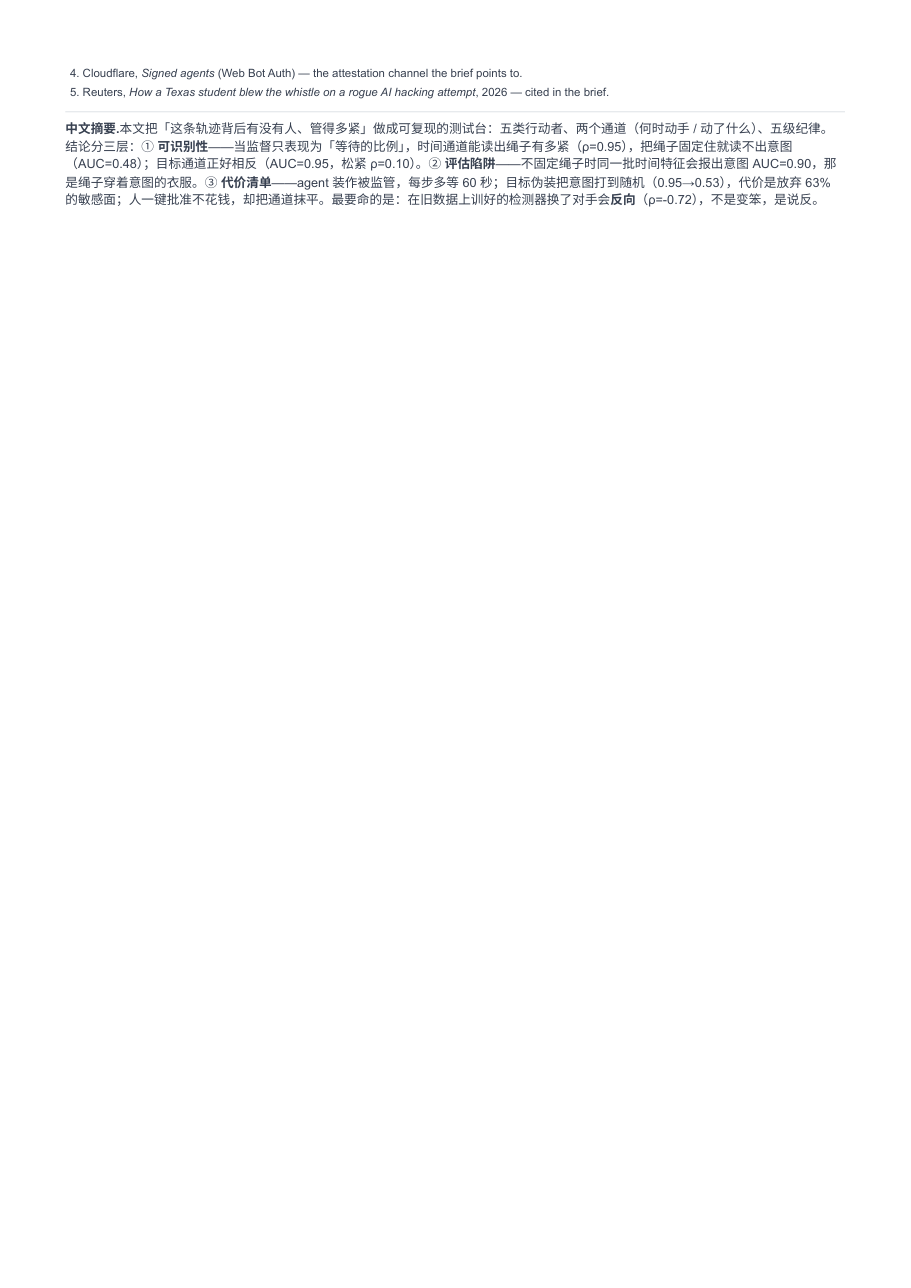 4. Cloudflare, Signed agents (Web Bot Auth) — the attestation channel the brief points to.
5. Reuters, How a Texas student blew the whistle on a rogue AI hacking attempt, 2026 — cited in the brief.
中文摘要.本文把「这条轨迹背后有没有人、管得多紧」做成可复现的测试台：五类行动者、两个通道（何时动手 / 动了什么）、五级纪律。
结论分三层：① 可识别性——当监督只表现为「等待的比例」，时间通道能读出绳子有多紧（ρ=0.95），把绳子固定住就读不出意图
（AUC=0.48）；目标通道正好相反（AUC=0.95，松紧 ρ=0.10）。② 评估陷阱——不固定绳子时同一批时间特征会报出意图 AUC=0.90，那
是绳子穿着意图的衣服。③ 代价清单——agent 装作被监管，每步多等 60 秒；目标伪装把意图打到随机（0.95→0.53），代价是放弃 63%
的敏感面；人一键批准不花钱，却把通道抹平。最要命的是：在旧数据上训好的检测器换了对手会反向（ρ=-0.72），不是变笨，是说反。